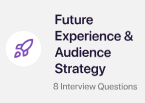 Future
Experience &
Audience
Strategy
8 Interview Questions